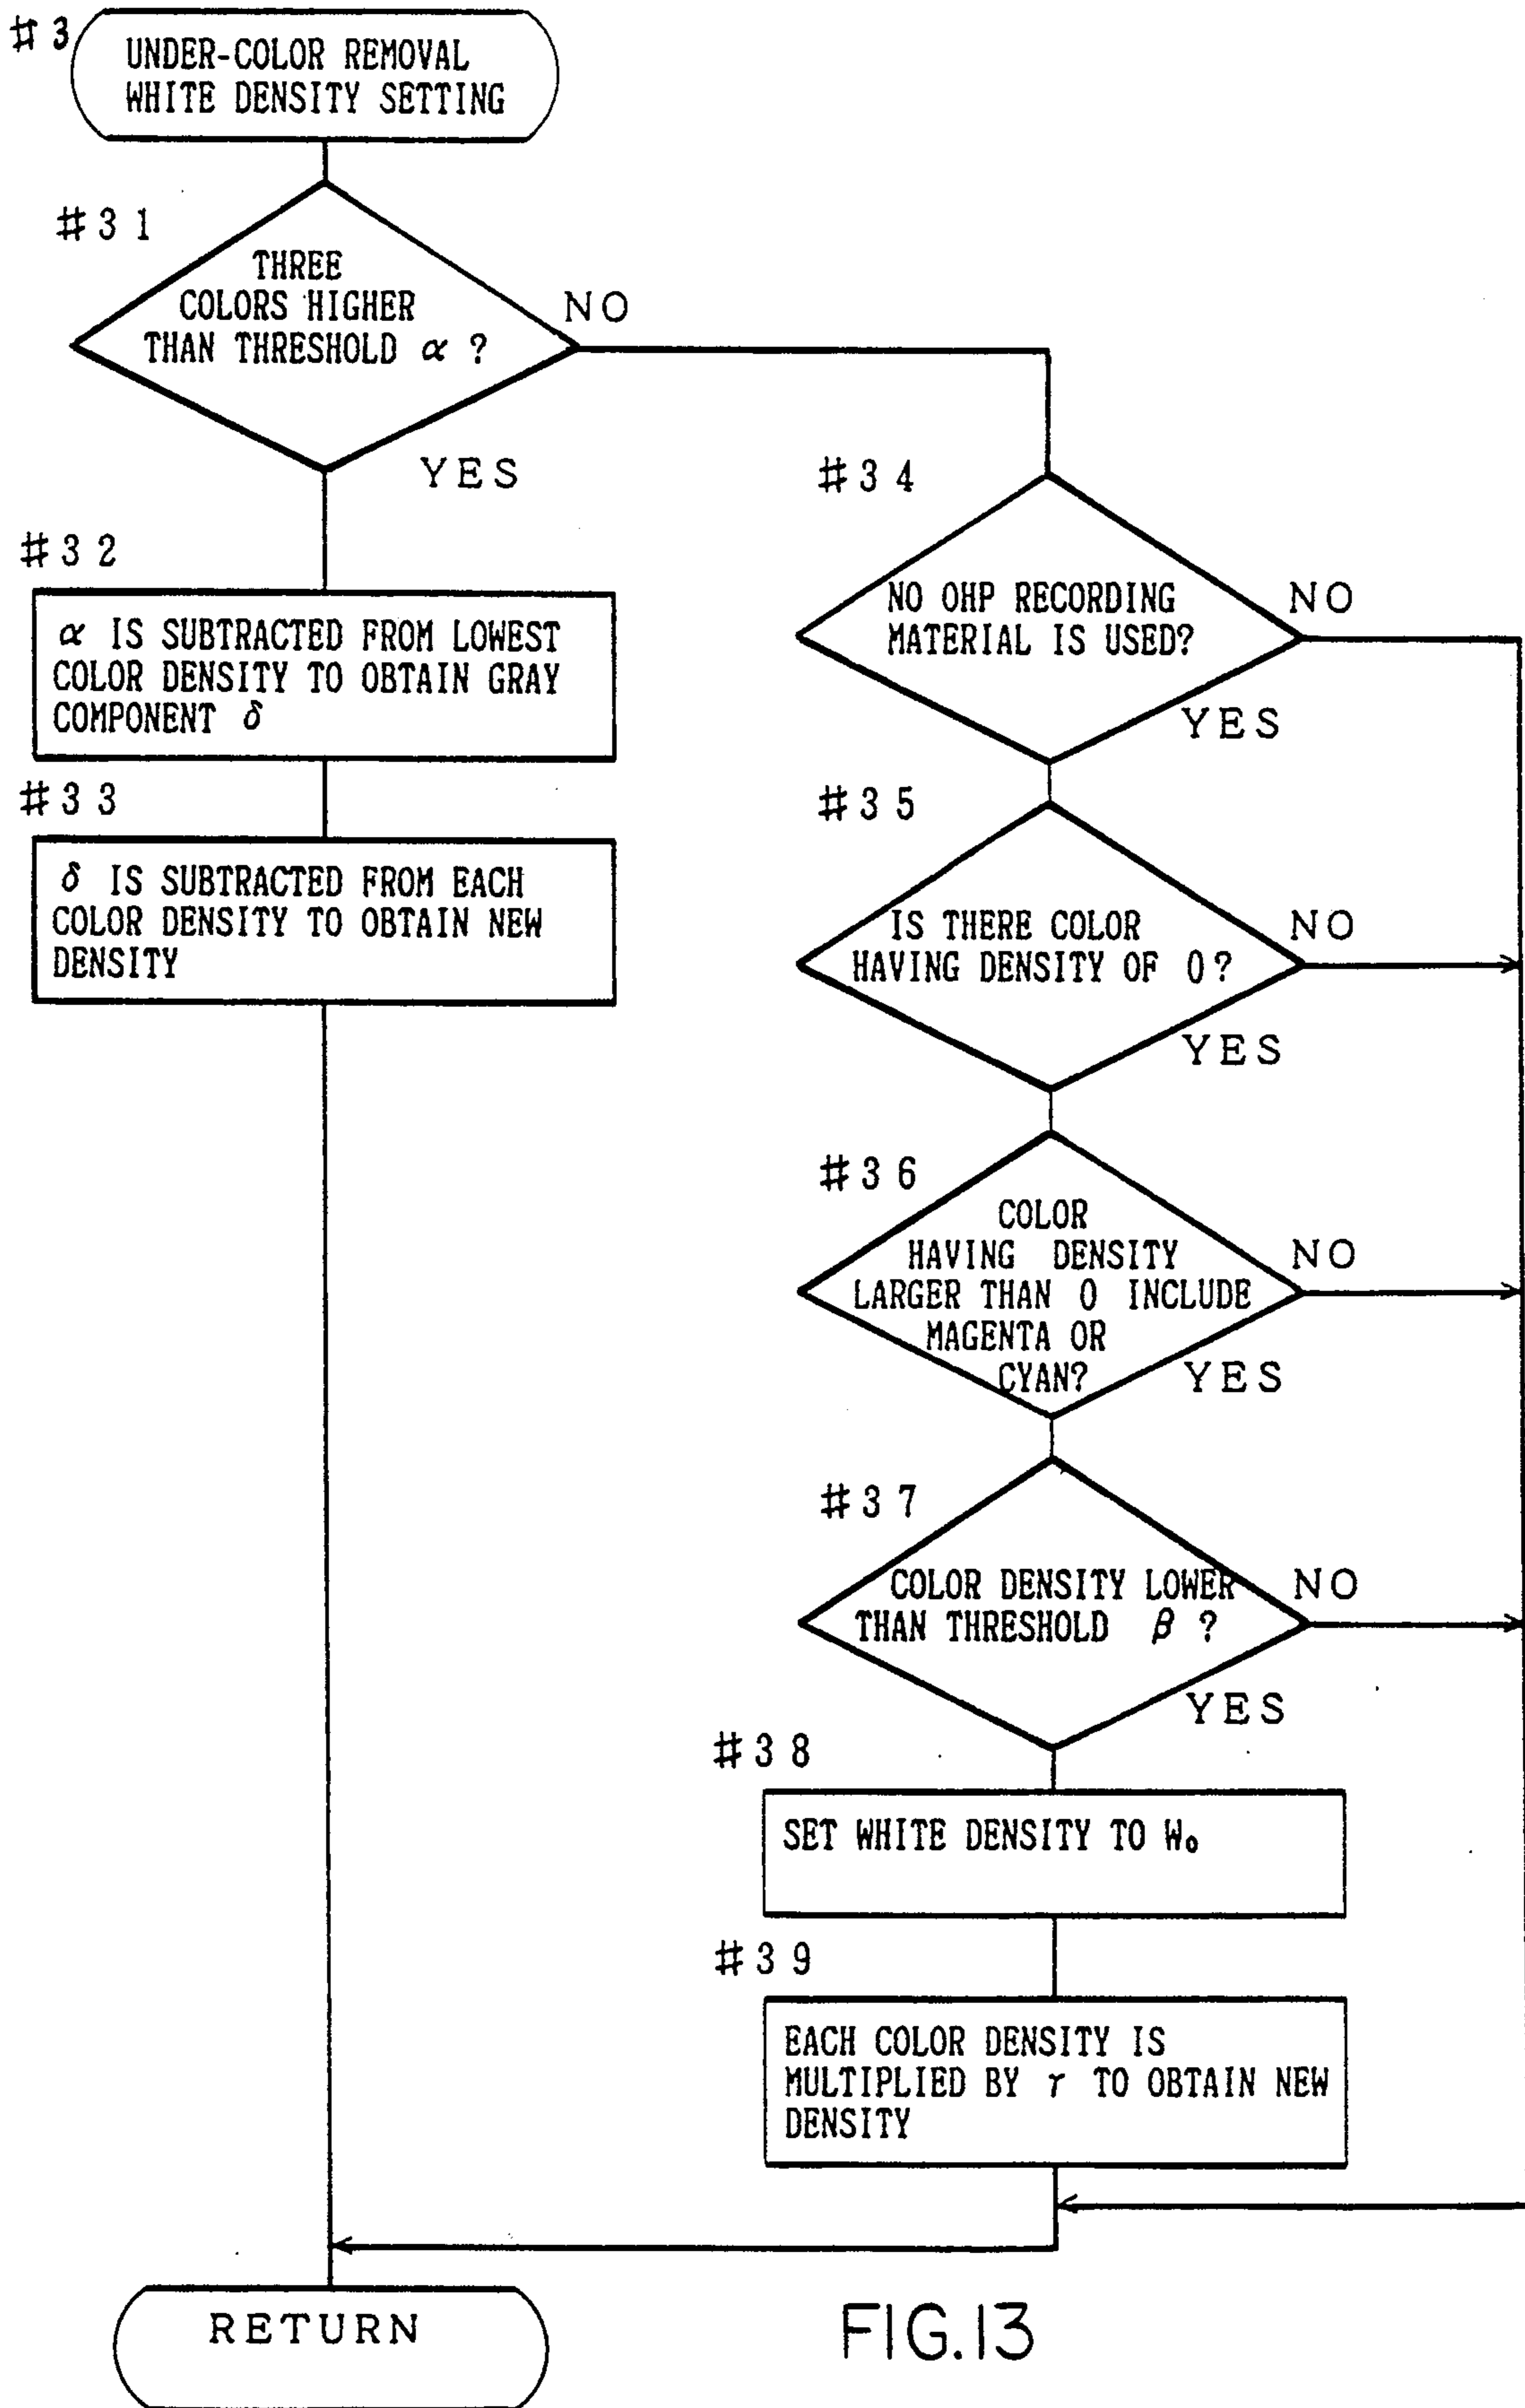 #3
UNDER-COLOR REMOVAL
WHITE DENSITY SETTING
#31
THREE
COLORS HIGHER
THAN THRESHOLD α ?
NO
YES
#32
α IS SUBTRACTED FROM LOWEST
COLOR DENSITY TO OBTAIN GRAY
COMPONENT δ
#33
δ IS SUBTRACTED FROM EACH
COLOR DENSITY TO OBTAIN NEW
DENSITY
#34
NO OHP RECORDING
MATERIAL IS USED?
NO
YES
#35
IS THERE COLOR
HAVING DENSITY OF 0?
NO
YES
#36
COLOR
HAVING DENSITY
LARGER THAN 0 INCLUDE
MAGENTA OR
CYAN?
NO
YES
#37
COLOR DENSITY LOWER
THAN THRESHOLD β ?
NO
YES
#38
SET WHITE DENSITY TO W₀
#39
EACH COLOR DENSITY IS
MULTIPLIED BY γ TO OBTAIN NEW
DENSITY
RETURN
FIG.13